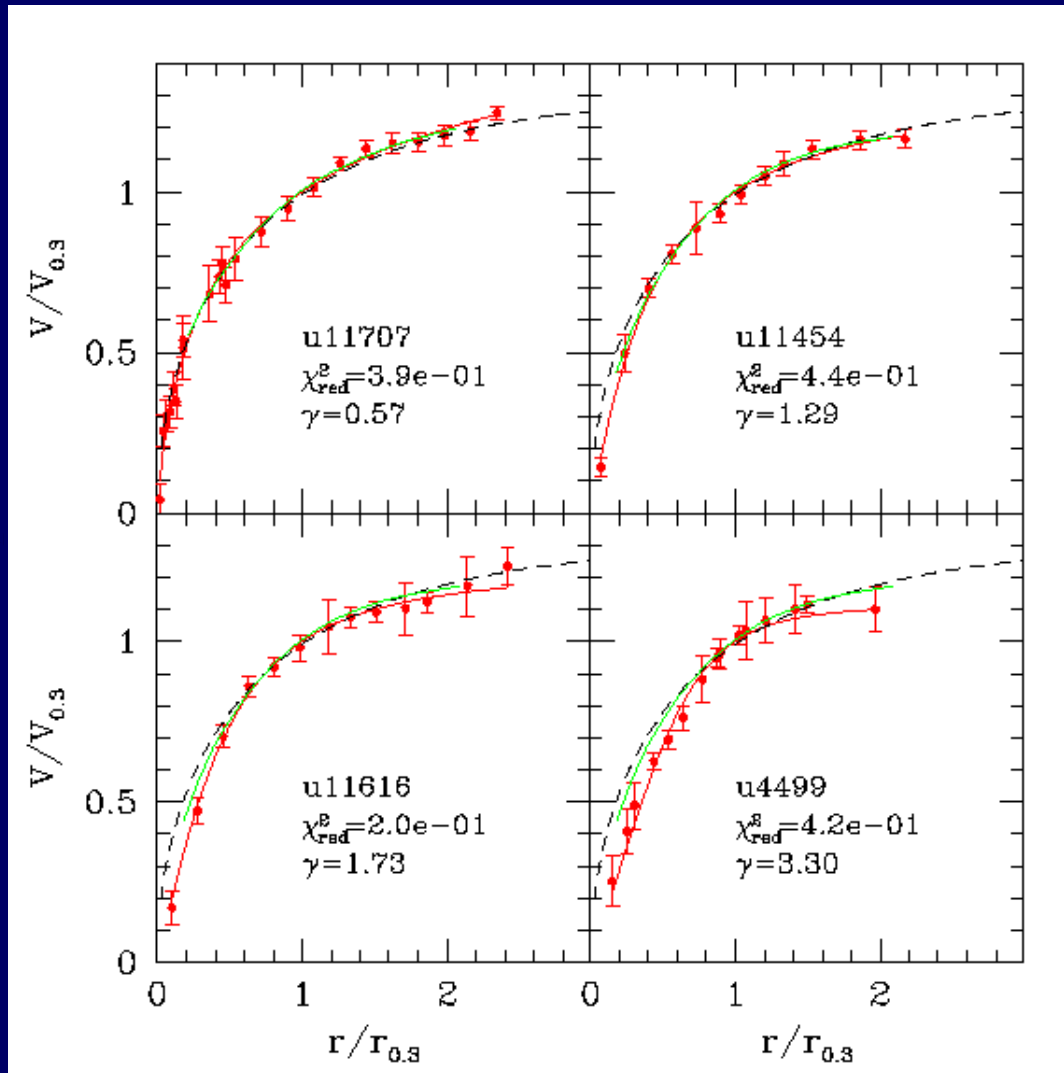 V/V0.3
1
0.5
0
u11707
χ²red=3.9e−01
γ=0.57
u11454
χ²red=4.4e−01
γ=1.29
V/V0.3
1
0.5
0
u11616
χ²red=2.0e−01
γ=1.73
u4499
χ²red=4.2e−01
γ=3.30
0 1 2 0 1 2
r/r0.3 r/r0.3